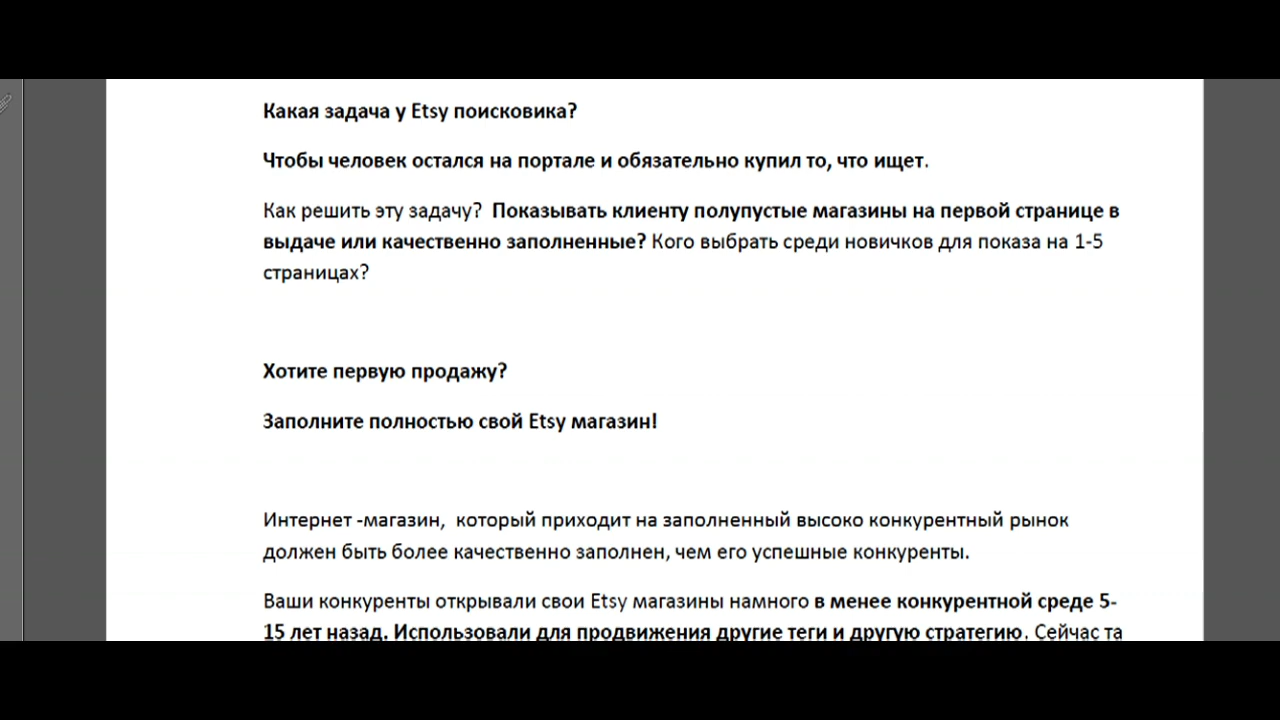 Какая задача у Etsy поисковика?
Чтобы человек остался на портале и обязательно купил то, что ищет.
Как решить эту задачу?  Показывать клиенту полупустые магазины на первой странице в
выдаче или качественно заполненные? Кого выбрать среди новичков для показа на 1-5
страницах?
Хотите первую продажу?
Заполните полностью свой Etsy магазин!
Интернет -магазин,  который приходит на заполненный высоко конкурентный рынок
должен быть более качественно заполнен, чем его успешные конкуренты.
Ваши конкуренты открывали свои Etsy магазины намного в менее конкурентной среде 5-
15 лет назад. Использовали для продвижения другие теги и другую стратегию. Сейчас та